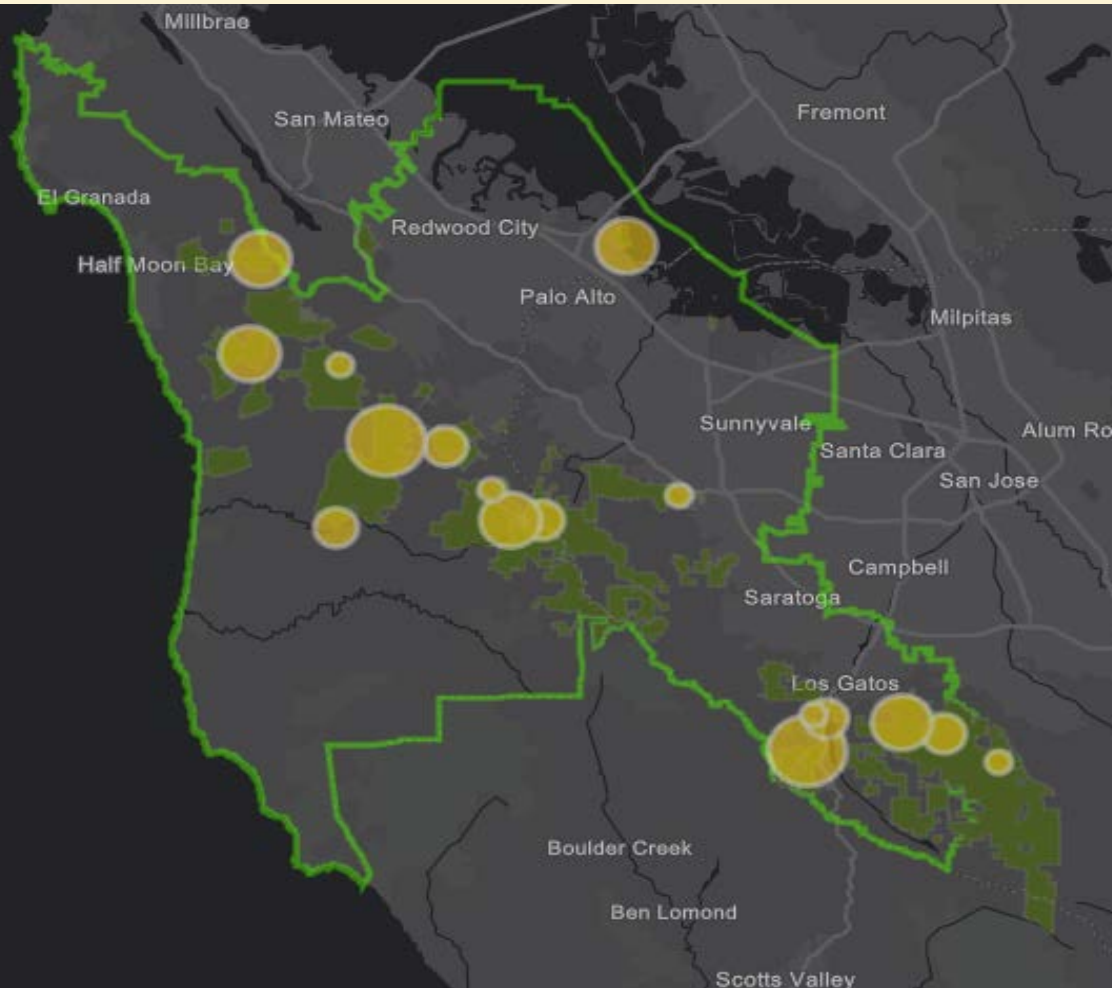 Millbrae
San Mateo
Fremont
El Granada
Redwood City
Half Moon Bay
Palo Alto
Milpitas
Sunnyvale
Alum Ro
Santa Clara
San Jose
Campbell
Saratoga
Los Gatos
Boulder Creek
Ben Lomond
Scotts Valley